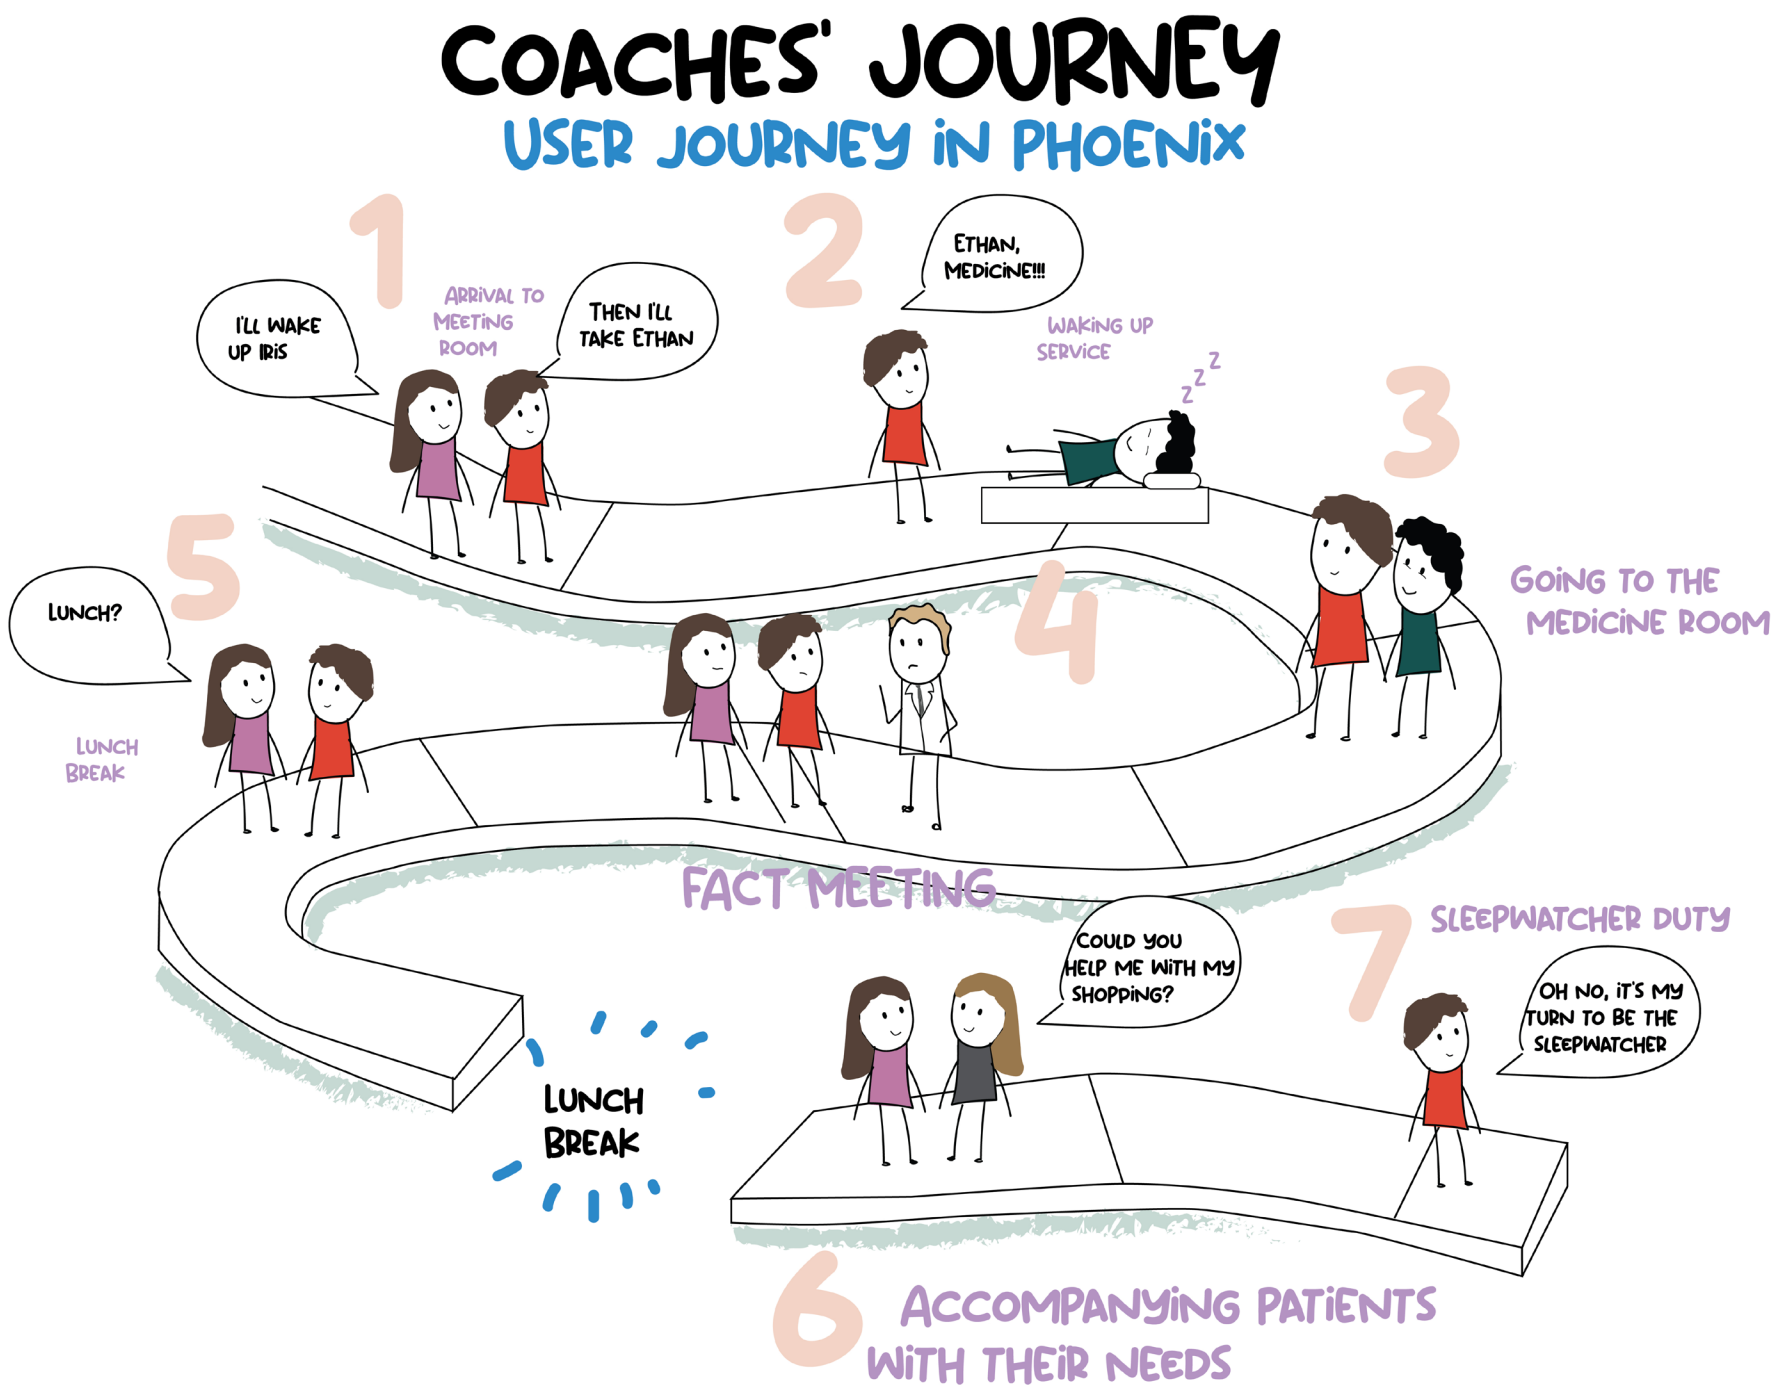 COACHES' JOURNEY
USER JOURNEY IN PHOENIX
1
I'LL WAKE
UP IRIS
ARRIVAL TO
MEETING
ROOM
THEN I'LL
TAKE ETHAN
2
ETHAN,
MEDICINE!!!
WAKING UP
SERVICE
z
z
z
3
GOING TO THE
MEDICINE ROOM
4
FACT MEETING
5
LUNCH?
LUNCH
BREAK
LUNCH
BREAK
6
COULD YOU
HELP ME WITH MY
SHOPPING?
ACCOMPANYING PATIENTS
WITH THEIR NEEDS
7
SLEEPWATCHER DUTY
OH NO, IT'S MY
TURN TO BE THE
SLEEPWATCHER